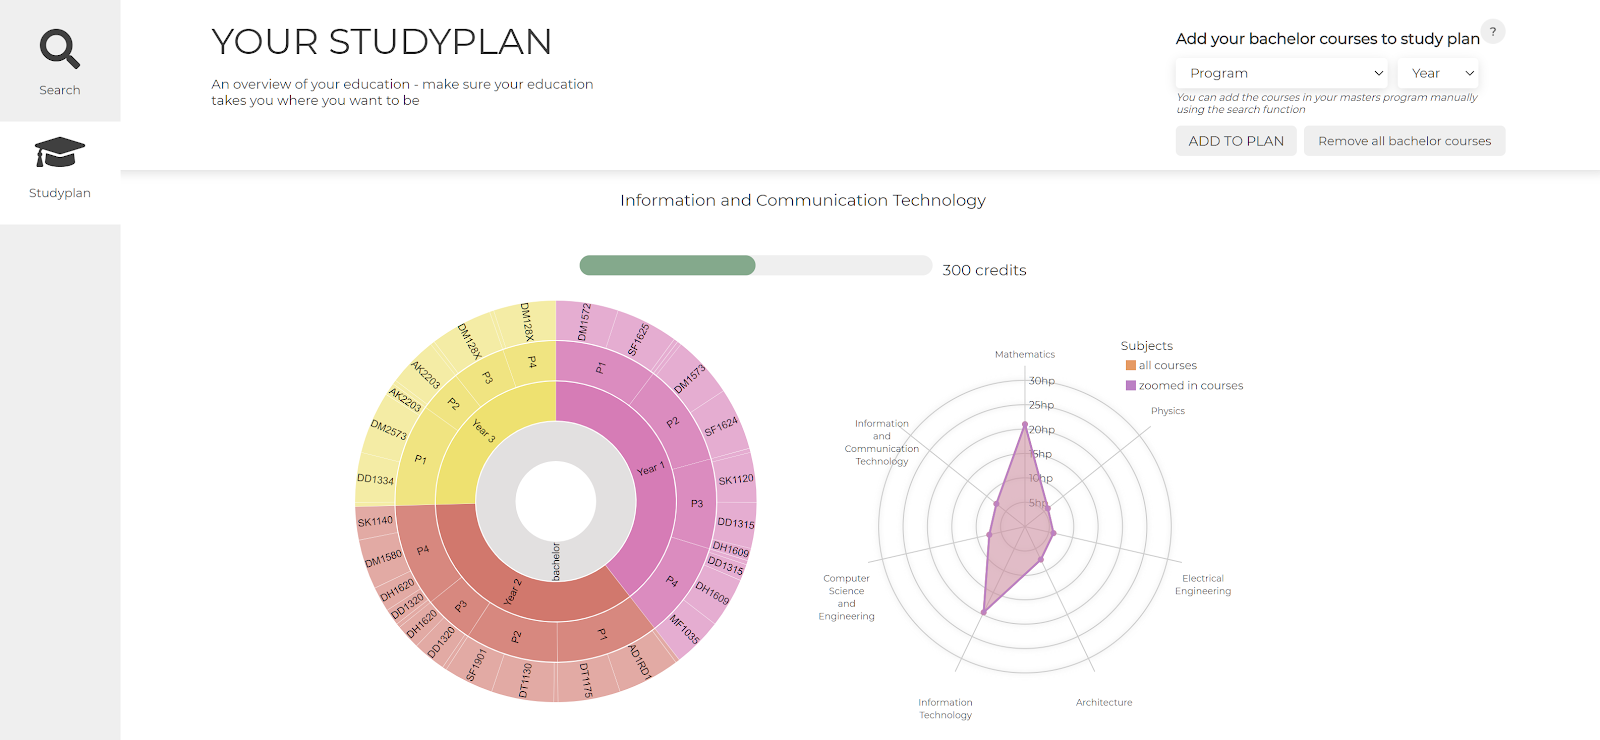 Search
Studyplan
YOUR STUDYPLAN
An overview of your education - make sure your education
takes you where you want to be
Add your bachelor courses to study plan
?
Program
Year
You can add the courses in your masters program manually
using the search function
ADD TO PLAN
Remove all bachelor courses
Information and Communication Technology
300 credits
bachelor
Year 1
P1
DM1572
SF1625
P2
DM1573
SF1624
P3
SK1120
DD1315
DH1609
P4
DD1315
DH1609
MF1035
Year 2
P1
AD1RD1
DT1175
P2
DT1130
SF1901
P3
DD1320
DH1620
P4
DD1320
DH1620
DM1580
SK1140
Year 3
P1
DD1334
DM2573
AK2203
P2
AK2203
P3
DM128X
P4
DM128X
Subjects
all courses
zoomed in courses
Mathematics
30hp
25hp
20hp
15hp
10hp
5hp
Physics
Electrical
Engineering
Architecture
Information
Technology
Computer
Science
and
Engineering
Information
and
Communication
Technology